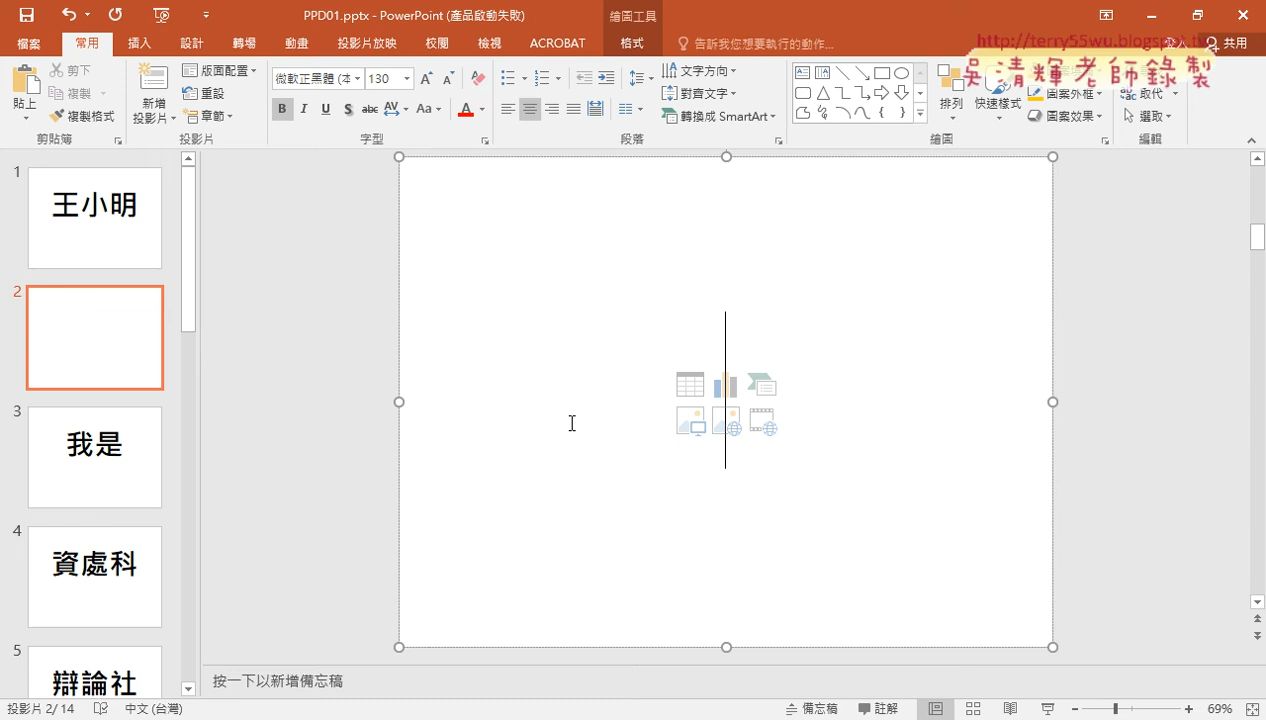 PPD01.pptx - PowerPoint (產品啟動失敗)
繪圖工具
檔案
常用
插入
設計
轉場
動畫
投影片放映
校閱
檢視
ACROBAT
格式
告訴我您想要執行的動作...
共用
http://terry55wu.blogspot.tw
吳清輝老師錄製
貼上
剪下
複製
複製格式
剪貼簿
新增
投影片
版面配置
重設
章節
投影片
微軟正黑體 (本
130
B I U S abc AV Aa A
字型
文字方向
對齊文字
轉換成 SmartArt
段落
排列
快速樣式
圖案外框
圖案效果
繪圖
取代
選取
編輯
1
王小明
2
3
我是
4
資處科
5
辯論社
按一下以新增備忘稿
投影片 2/ 14
中文 (台灣)
備忘稿
註解
69%